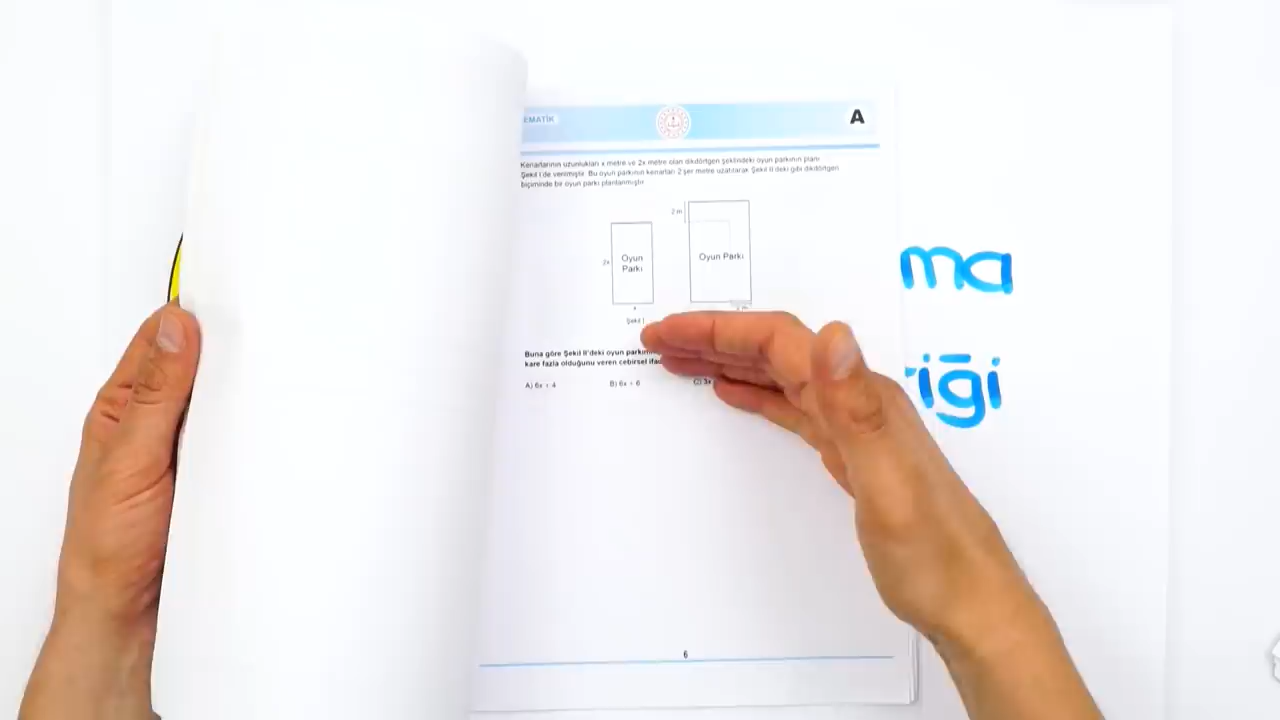 EMATİK
A
Kenarlarının uzunlukları x metre ve 2x metre olan dikdörtgen şeklindeki oyun parkının planı
Şekil I'de verilmiştir. Bu oyun parkının kenarları 2'şer metre uzatılarak Şekil II'deki gibi dikdörtgen
biçiminde bir oyun parkı planlanmıştır.
2 m
2x
Oyun
Parkı
Oyun Parkı
x
Şekil I
Buna göre Şekil II'deki oyun parkının
kare fazla olduğunu veren cebirsel
A) 6x + 4
B) 6x + 6
C) 3x
6
ma
iği